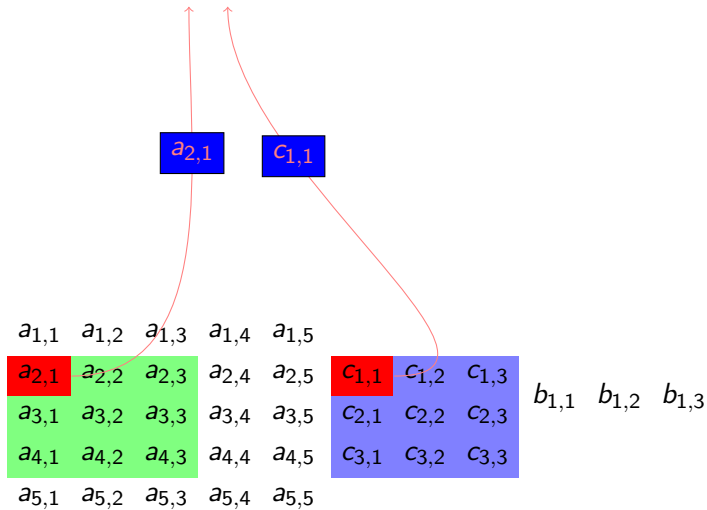 a2,1 c1,1
a1,1 a1,2 a1,3 a1,4 a1,5
a2,1 a2,2 a2,3 a2,4 a2,5 c1,1 c1,2 c1,3
b1,1 b1,2 b1,3
a3,1 a3,2 a3,3 a3,4 a3,5 c2,1 c2,2 c2,3
a4,1 a4,2 a4,3 a4,4 a4,5 c3,1 c3,2 c3,3
a5,1 a5,2 a5,3 a5,4 a5,5